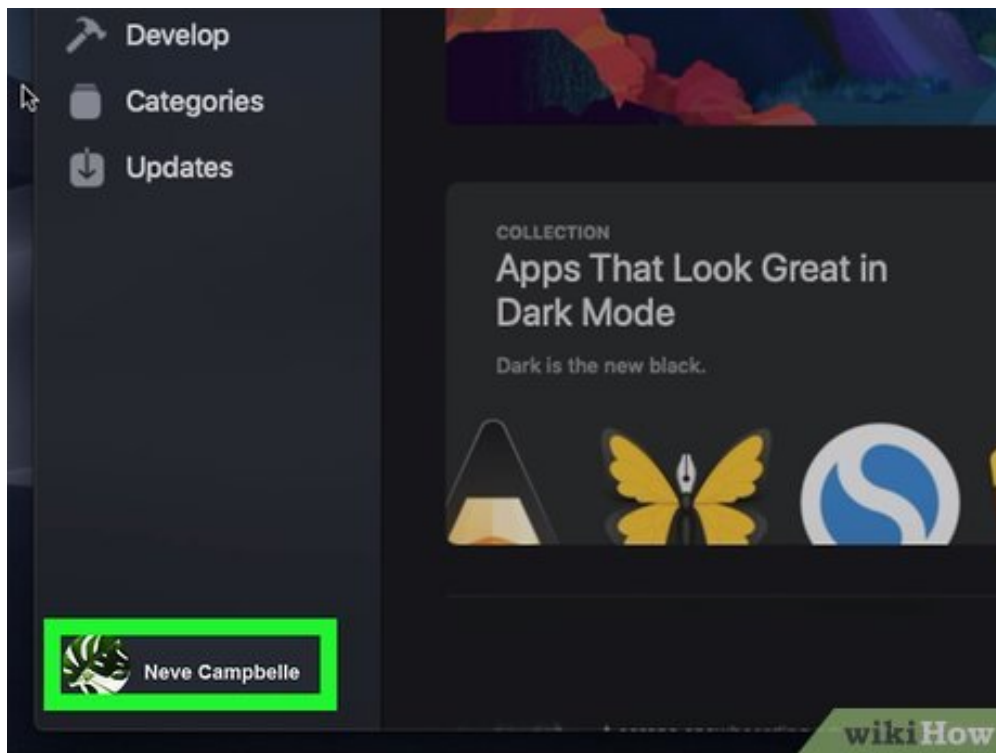 Develop
Categories
Updates
COLLECTION
Apps That Look Great in
Dark Mode
Dark is the new black.
Neve Campbelle
wikiHow